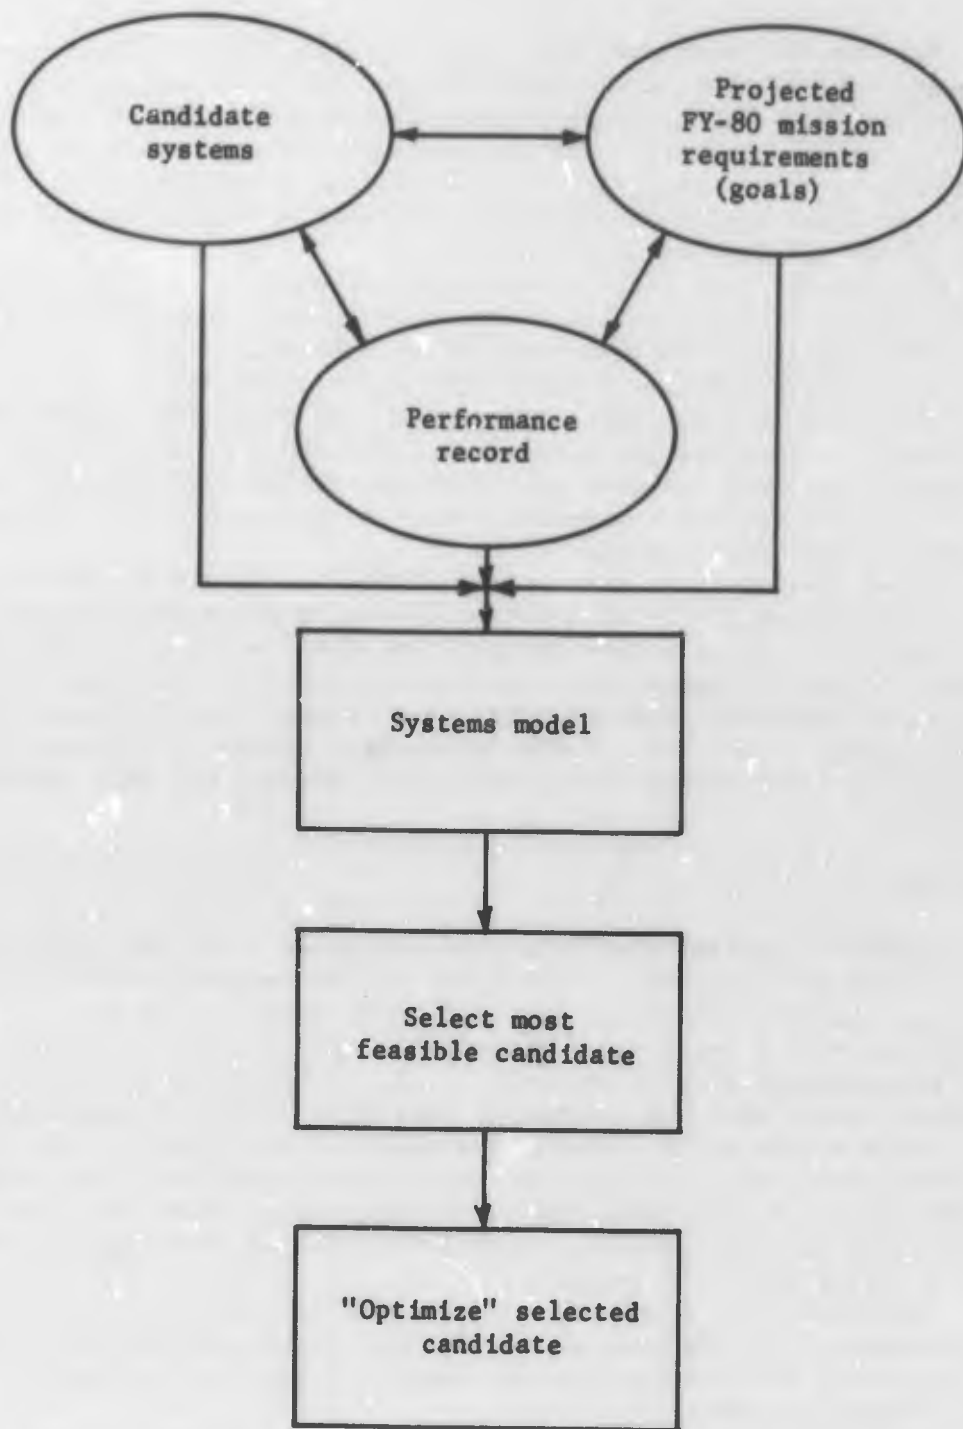 Candidate
systems
Projected
FY-80 mission
requirements
(goals)
Performance
record
Systems model
Select most
feasible candidate
"Optimize" selected
candidate